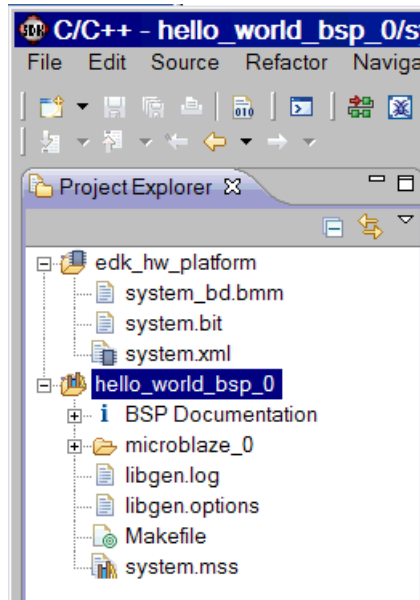 C/C++ - hello_world_bsp_0/s
File Edit Source Refactor Naviga
Project Explorer
edk_hw_platform
system_bd.bmm
system.bit
system.xml
hello_world_bsp_0
BSP Documentation
microblaze_0
libgen.log
libgen.options
Makefile
system.mss